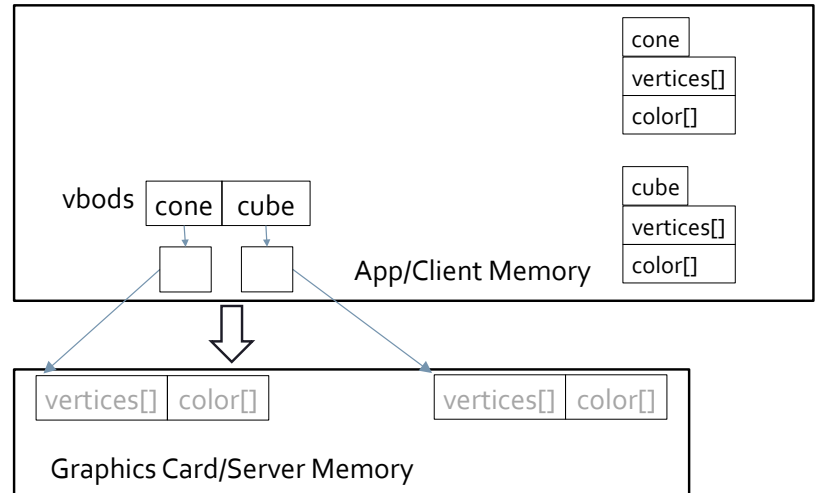 cone
vertices[]
color[]
cube
vertices[]
color[]
vbods cone cube
App/Client Memory
vertices[] color[] vertices[] color[]
Graphics Card/Server Memory